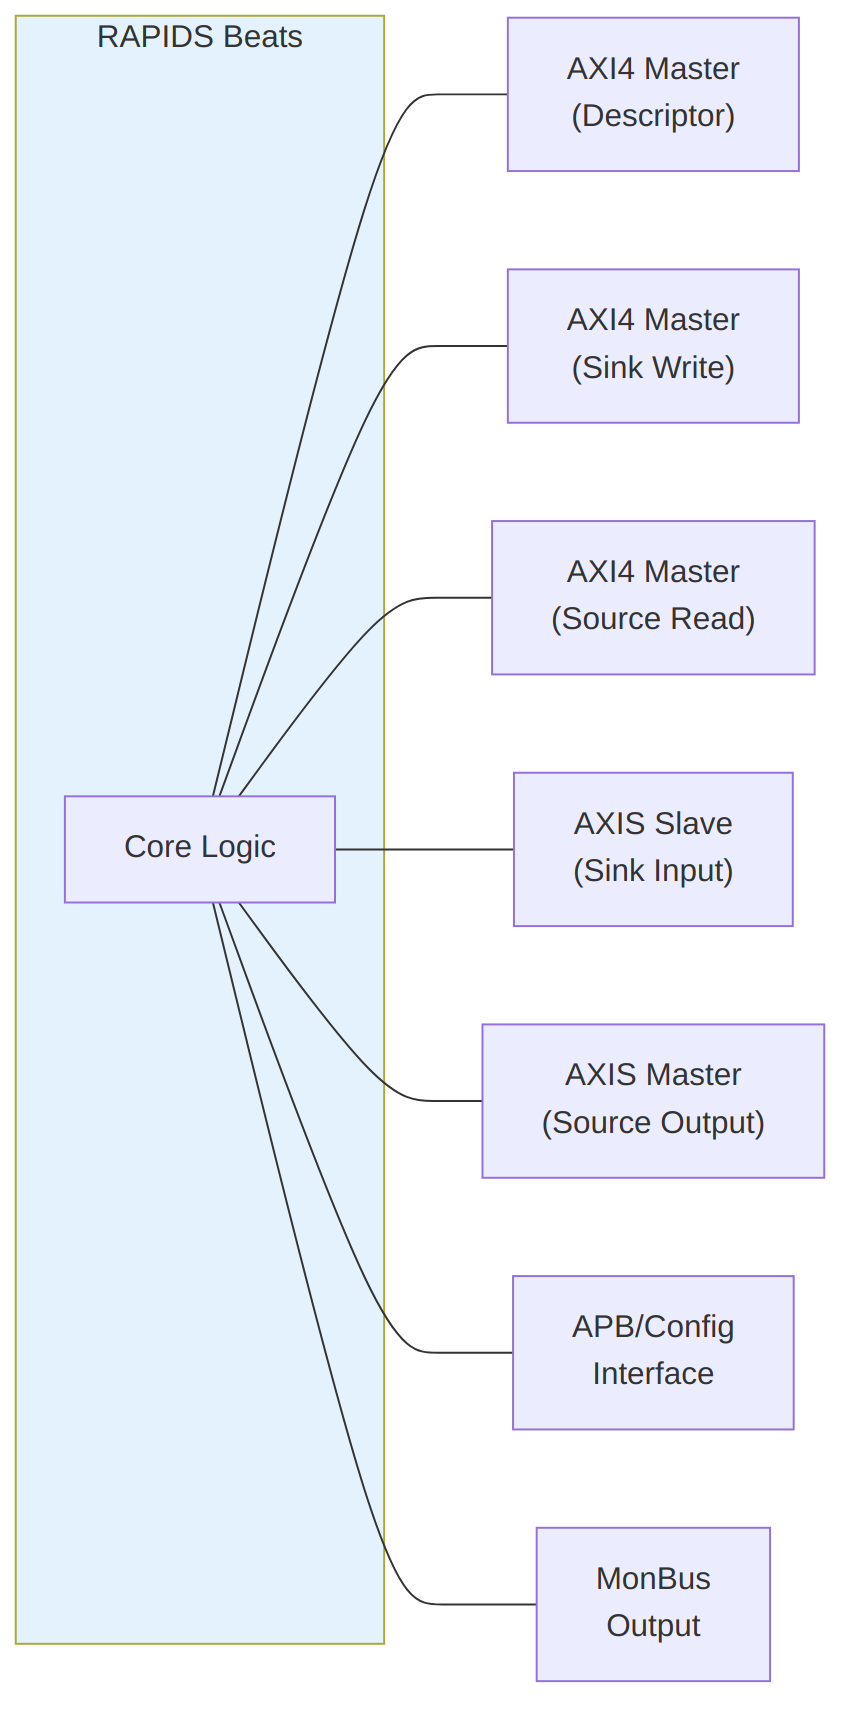 RAPIDS Beats
AXI4 Master
(Descriptor)
AXI4 Master
(Sink Write)
AXI4 Master
(Source Read)
Core Logic
AXIS Slave
(Sink Input)
AXIS Master
(Source Output)
APB/Config
Interface
MonBus
Output